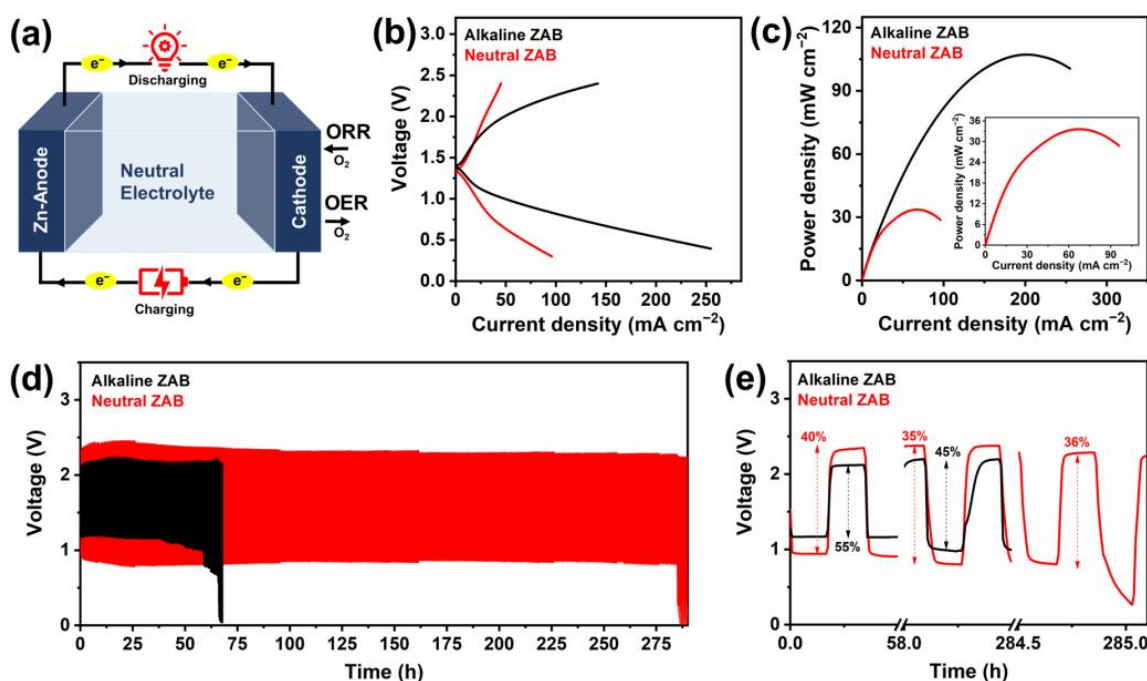 (a)
e⁻
e⁻
Discharging
Zn-Anode
Neutral
Electrolyte
Cathode
ORR
O₂
OER
O₂
e⁻
e⁻
Charging
(b)
Alkaline ZAB
Neutral ZAB
Voltage (V)
3.0
2.5
2.0
1.5
1.0
0.5
0.0
0 50 100 150 200 250
Current density (mA cm⁻²)
(c)
Alkaline ZAB
Neutral ZAB
Power density (mW cm⁻²)
120
90
60
30
0
0 100 200 300
Current density (mA cm⁻²)
Power density (mW cm⁻²)
36
27
18
9
0
0 30 60 90
Current density (mA cm⁻²)
(d)
Alkaline ZAB
Neutral ZAB
Voltage (V)
3
2
1
0
0 25 50 75 100 125 150 175 200 225 250 275
Time (h)
(e)
Alkaline ZAB
Neutral ZAB
Voltage (V)
3
2
1
0
40%
55%
35%
45%
36%
0.0 58.0 284.5 285.0
Time (h)